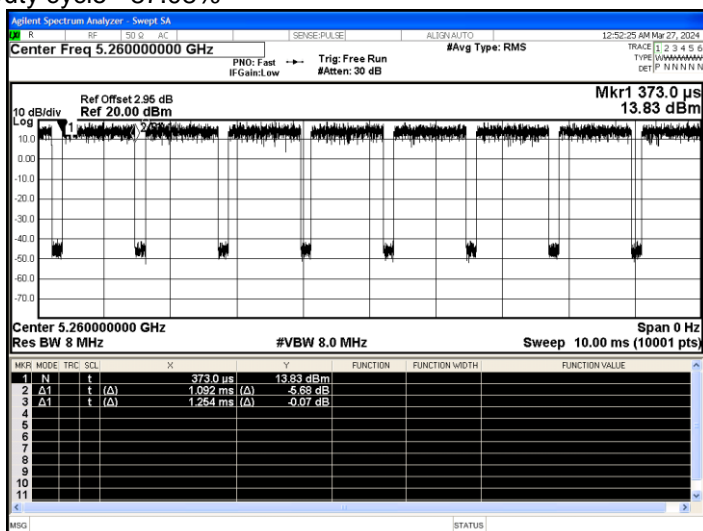 Agilent Spectrum Analyzer - Swept SA
R RF 50 Ω AC SENSE:PULSE ALIGN AUTO 12:52:25 AM Mar 27, 2024
Center Freq 5.260000000 GHz #Avg Type: RMS TRACE 1 2 3 4 5 6
PNO: Fast Trig: Free Run TYPE
IFGain:Low #Atten: 30 dB DET P N N N N N
Mkr1 373.0 µs
Ref Offset 2.95 dB
10 dB/div Ref 20.00 dBm 13.83 dBm
Log
10.0
0.00
-10.0
-20.0
-30.0
-40.0
-50.0
-60.0
-70.0
Center 5.260000000 GHz Span 0 Hz
Res BW 8 MHz #VBW 8.0 MHz Sweep 10.00 ms (10001 pts)
MKR MODE TRC SCL X Y FUNCTION FUNCTION WIDTH FUNCTION VALUE
1 N t 373.0 µs 13.83 dBm
2 Δ1 t (Δ) 1.092 ms (Δ) -5.68 dB
3 Δ1 t (Δ) 1.254 ms (Δ) -0.07 dB
4
5
6
7
8
9
10
11
MSG STATUS